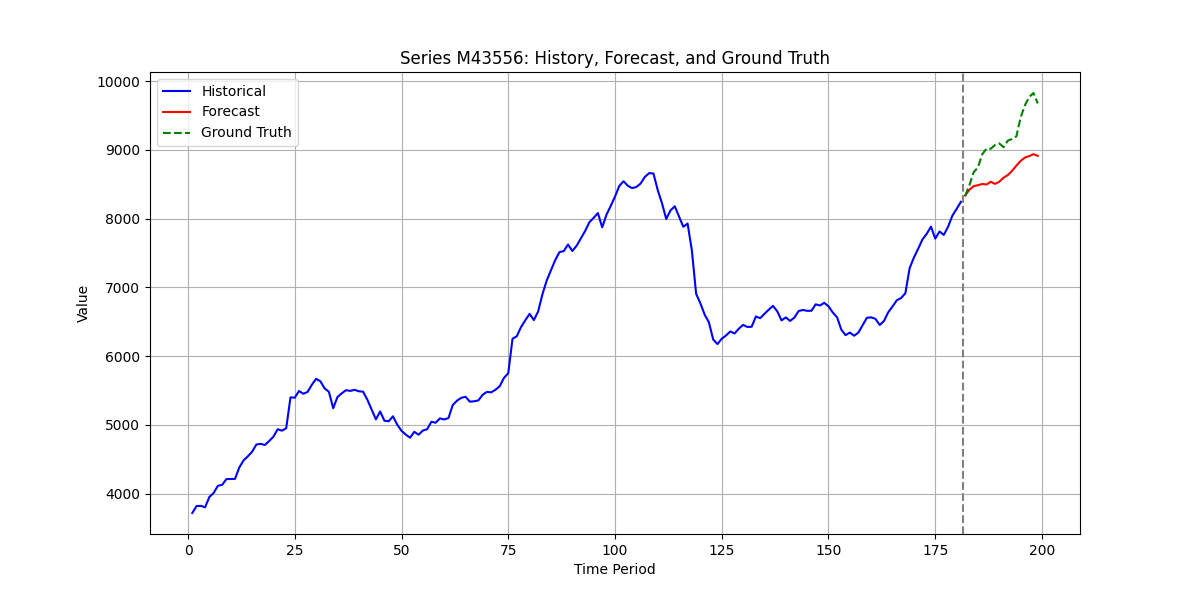 Series M43556: History, Forecast, and Ground Truth
Historical
Forecast
Ground Truth
10000
9000
8000
7000
6000
5000
4000
Value
0 25 50 75 100 125 150 175 200
Time Period